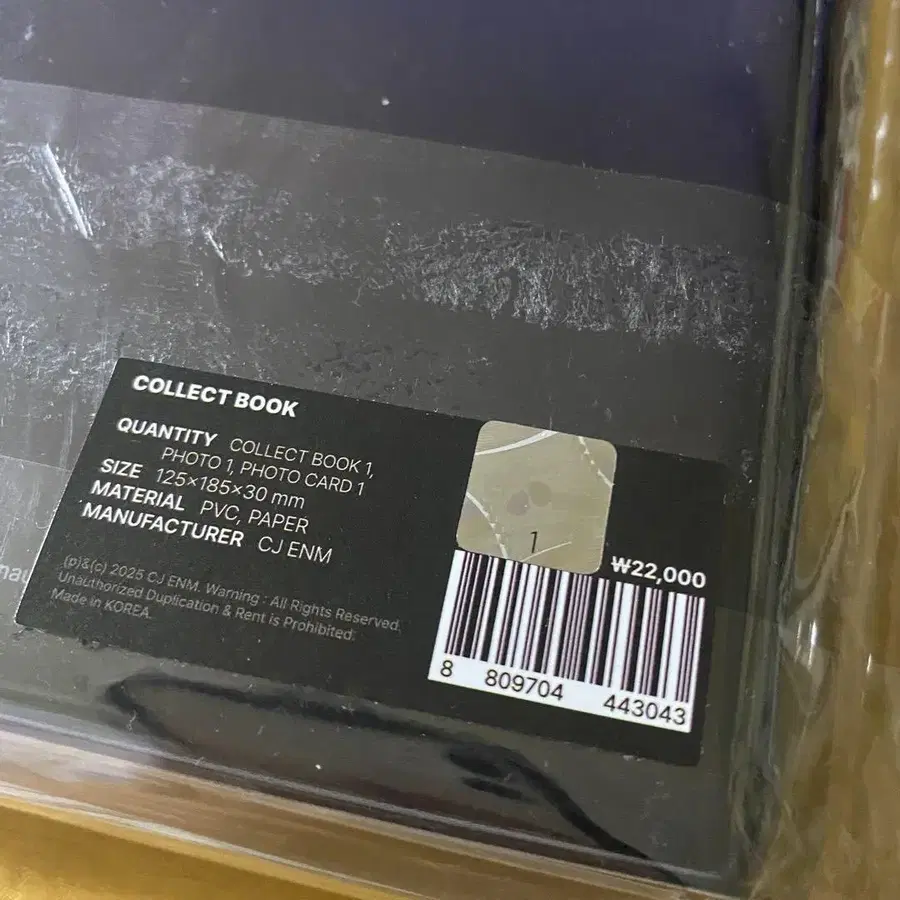 COLLECT BOOK
QUANTITY COLLECT BOOK 1,
PHOTO 1, PHOTO CARD 1
SIZE 125×185×30 mm
MATERIAL PVC, PAPER
MANUFACTURER CJ ENM
(p)&(c) 2025 CJ ENM. Warning : All Rights Reserved.
Unauthorized Duplication & Rent is Prohibited.
Made in KOREA.
1
₩22,000
8 809704 443043